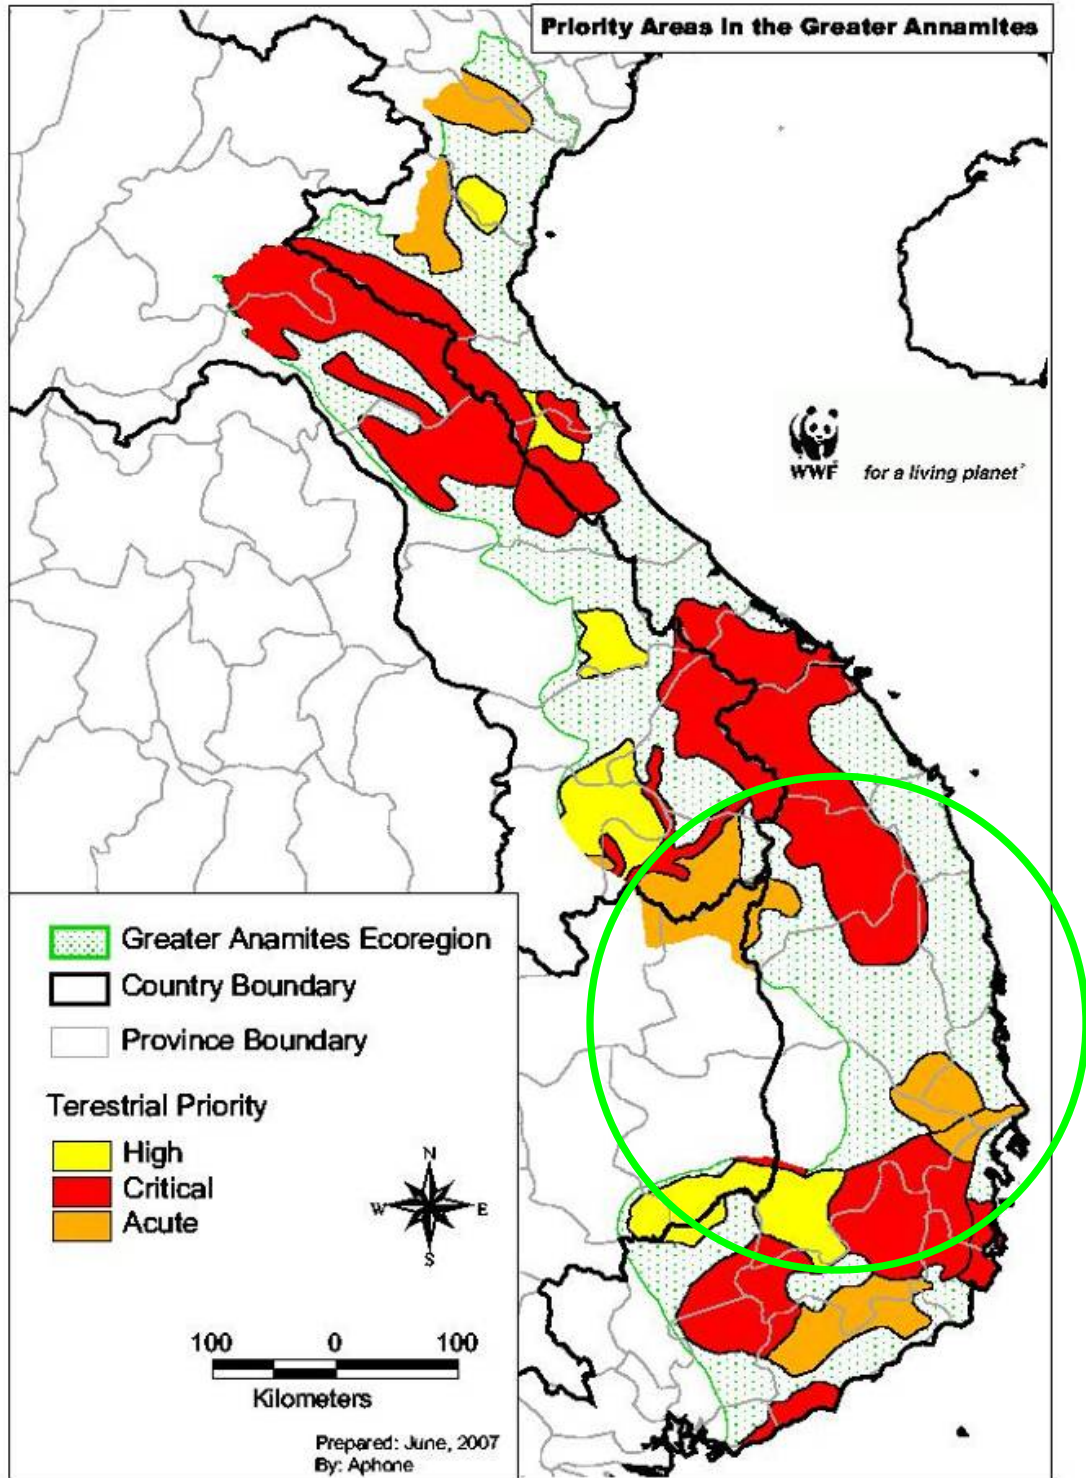 Priority Areas in the Greater Annamites
WWF for a living planet®
Greater Anamites Ecoregion
Country Boundary
Province Boundary
Terestrial Priority
High
Critical
Acute
N
W E
S
100 0 100
Kilometers
Prepared: June, 2007
By: Aphone